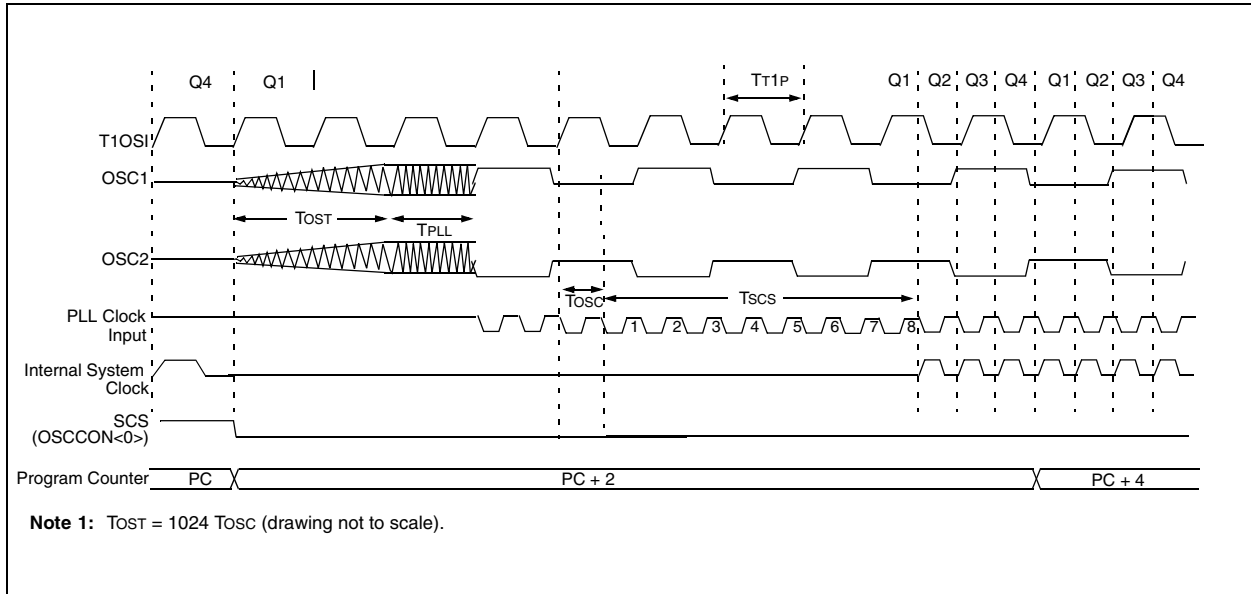 Q4 Q1 TT1P Q1 Q2 Q3 Q4 Q1 Q2 Q3 Q4
T1OSI
OSC1
TOST TPLL
OSC2
TOSC TSCS
PLL Clock
Input
1 2 3 4 5 6 7 8
Internal System
Clock
SCS
(OSCCON<0>)
Program Counter PC PC + 2 PC + 4
Note 1: TOST = 1024 TOSC (drawing not to scale).